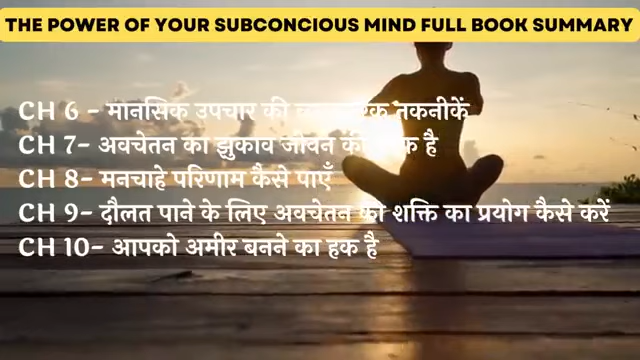 THE POWER OF YOUR SUBCONCIOUS MIND FULL BOOK SUMMARY
CH 6 - मानसिक उपचार की तकनीकें
CH 7- अवचेतन का झुकाव जीवन की है
CH 8- मनचाहे परिणाम कैसे पाएँ
CH 9- दौलत पाने के लिए अवचेतन की शक्ति का प्रयोग कैसे करें
CH 10- आपको अमीर बनने का हक है